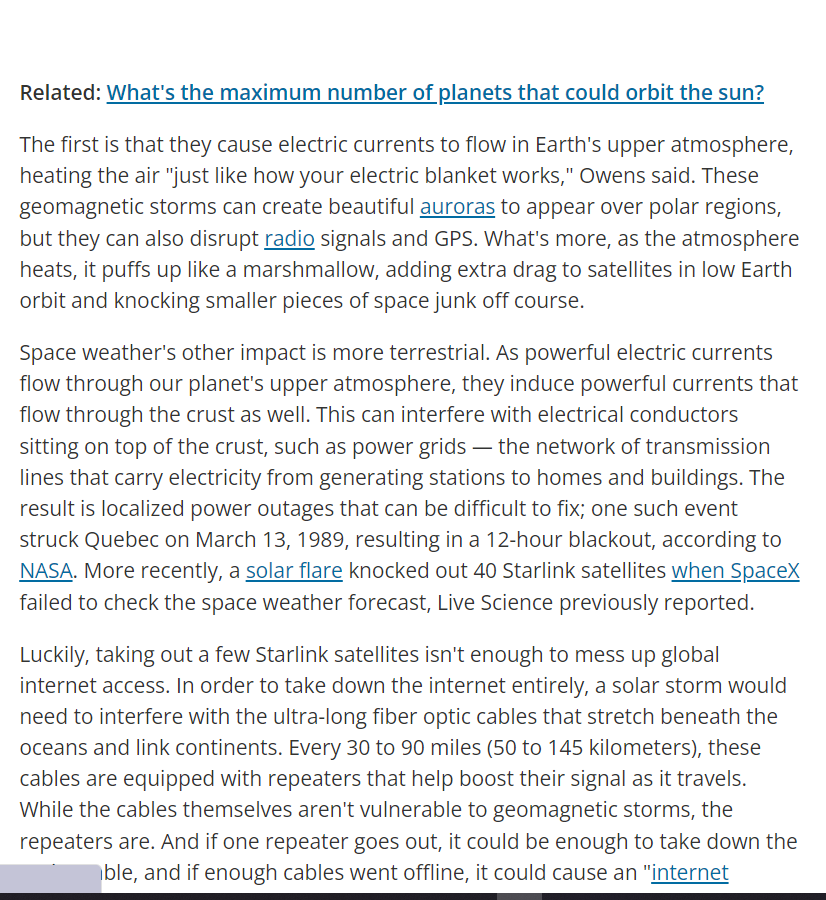 Related: What's the maximum number of planets that could orbit the sun?
The first is that they cause electric currents to flow in Earth's upper atmosphere,
heating the air "just like how your electric blanket works," Owens said. These
geomagnetic storms can create beautiful auroras to appear over polar regions,
but they can also disrupt radio signals and GPS. What's more, as the atmosphere
heats, it puffs up like a marshmallow, adding extra drag to satellites in low Earth
orbit and knocking smaller pieces of space junk off course.
Space weather's other impact is more terrestrial. As powerful electric currents
flow through our planet's upper atmosphere, they induce powerful currents that
flow through the crust as well. This can interfere with electrical conductors
sitting on top of the crust, such as power grids — the network of transmission
lines that carry electricity from generating stations to homes and buildings. The
result is localized power outages that can be difficult to fix; one such event
struck Quebec on March 13, 1989, resulting in a 12-hour blackout, according to
NASA. More recently, a solar flare knocked out 40 Starlink satellites when SpaceX
failed to check the space weather forecast, Live Science previously reported.
Luckily, taking out a few Starlink satellites isn't enough to mess up global
internet access. In order to take down the internet entirely, a solar storm would
need to interfere with the ultra-long fiber optic cables that stretch beneath the
oceans and link continents. Every 30 to 90 miles (50 to 145 kilometers), these
cables are equipped with repeaters that help boost their signal as it travels.
While the cables themselves aren't vulnerable to geomagnetic storms, the
repeaters are. And if one repeater goes out, it could be enough to take down the
and if enough cables went offline, it could cause an "internet